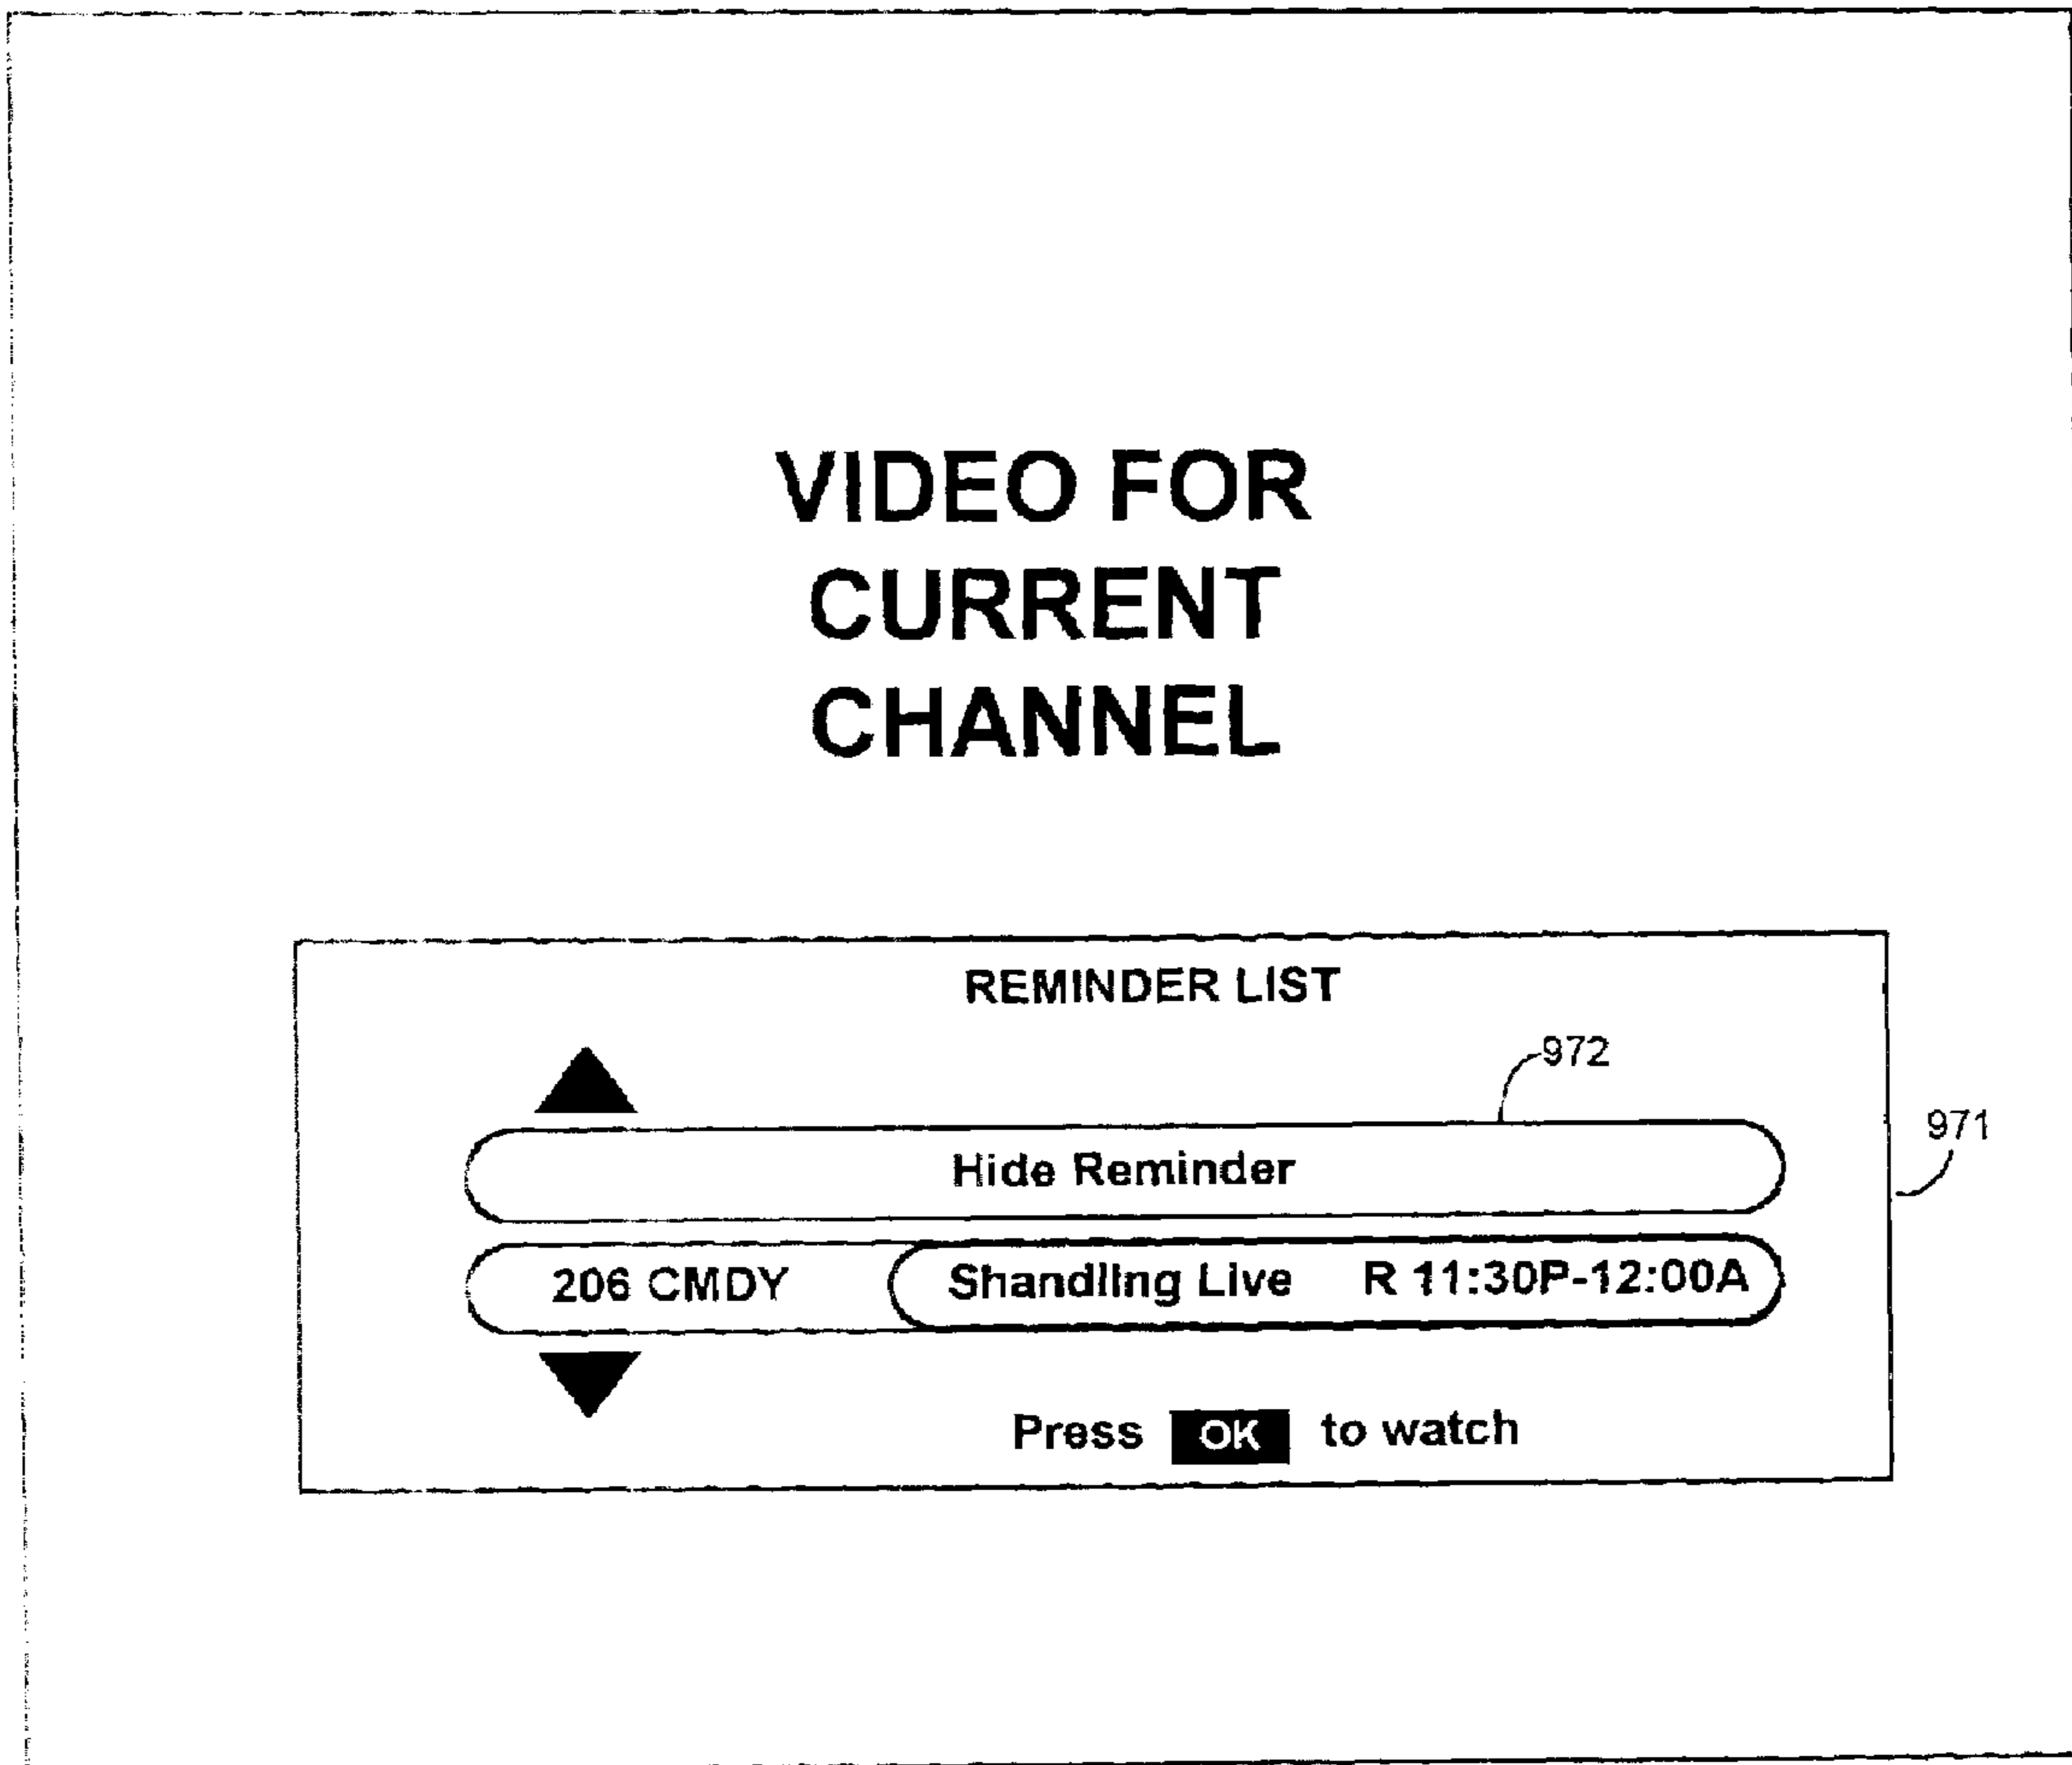 VIDEO FOR
CURRENT
CHANNEL
REMINDER LIST
972
971
Hide Reminder
206 CMDY Shandling Live R 11:30P-12:00A
Press OK to watch